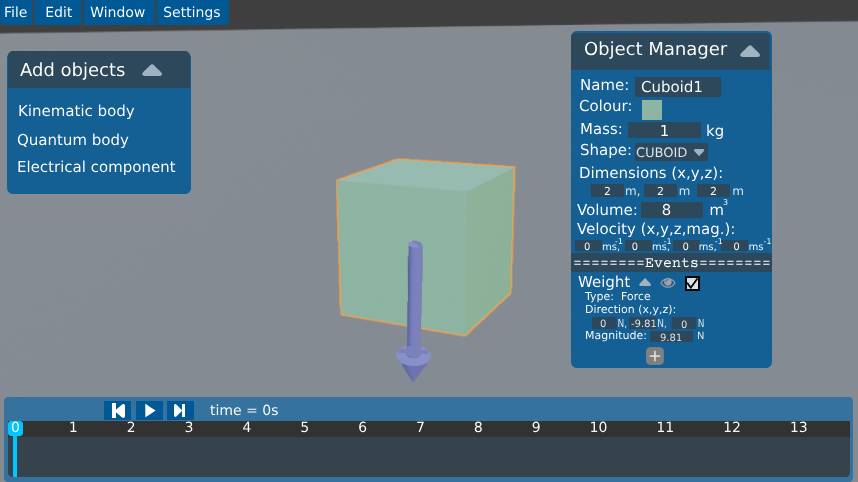 File Edit Window Settings
Add objects
Kinematic body
Quantum body
Electrical component
Object Manager
Name: Cuboid1
Colour:
Mass: 1 kg
Shape: CUBOID
Dimensions (x,y,z):
2 m, 2 m 2 m
Volume: 8 m³
Velocity (x,y,z,mag.):
0 ms⁻¹, 0 ms⁻¹, 0 ms⁻¹, 0 ms⁻¹
========Events========
Weight
Type: Force
Direction (x,y,z):
0 N, -9.81N, 0 N
Magnitude: 9.81 N
+
time = 0s
0 1 2 3 4 5 6 7 8 9 10 11 12 13